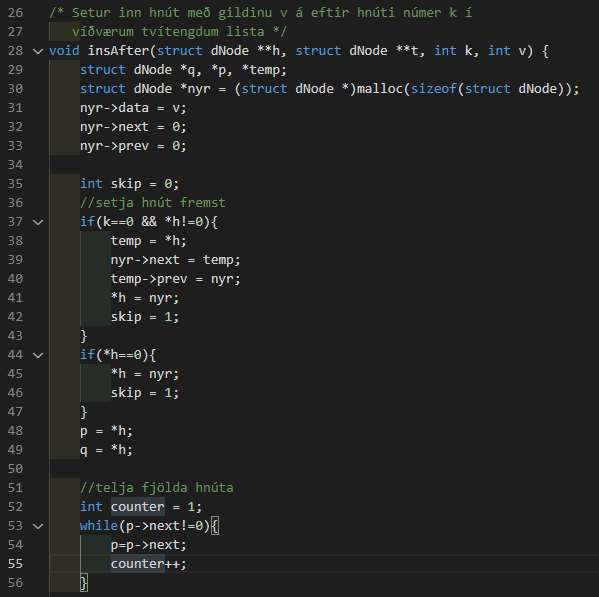 26 /* Setur inn hnút með gildinu v á eftir hnúti númer k í
27    víðværum tvítengdum lista */
28 void insAfter(struct dNode **h, struct dNode **t, int k, int v) {
29     struct dNode *q, *p, *temp;
30     struct dNode *nyr = (struct dNode *)malloc(sizeof(struct dNode));
31     nyr->data = v;
32     nyr->next = 0;
33     nyr->prev = 0;
34
35     int skip = 0;
36     //setja hnút fremst
37     if(k==0 && *h!=0){
38         temp = *h;
39         nyr->next = temp;
40         temp->prev = nyr;
41         *h = nyr;
42         skip = 1;
43     }
44     if(*h==0){
45         *h = nyr;
46         skip = 1;
47     }
48     p = *h;
49     q = *h;
50
51     //telja fjölda hnúta
52     int counter = 1;
53     while(p->next!=0){
54         p=p->next;
55         counter++;
56     }